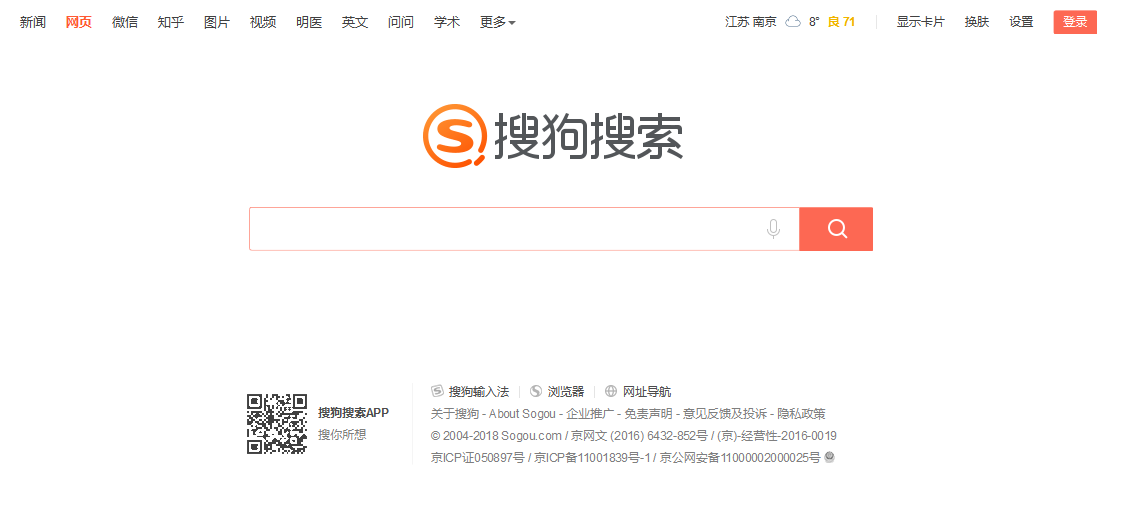 新闻 网页 微信 知乎 图片 视频 明医 英文 问问 学术 更多 江苏 南京 8° 良 71 显示卡片 换肤 设置 登录
搜狗搜索
搜狗输入法 浏览器 网址导航
搜狗搜索APP
搜你所想
关于搜狗 - About Sogou - 企业推广 - 免责声明 - 意见反馈及投诉 - 隐私政策
© 2004-2018 Sogou.com / 京网文 (2016) 6432-852号 / (京)-经营性-2016-0019
京ICP证050897号 / 京ICP备11001839号-1 / 京公网安备11000002000025号